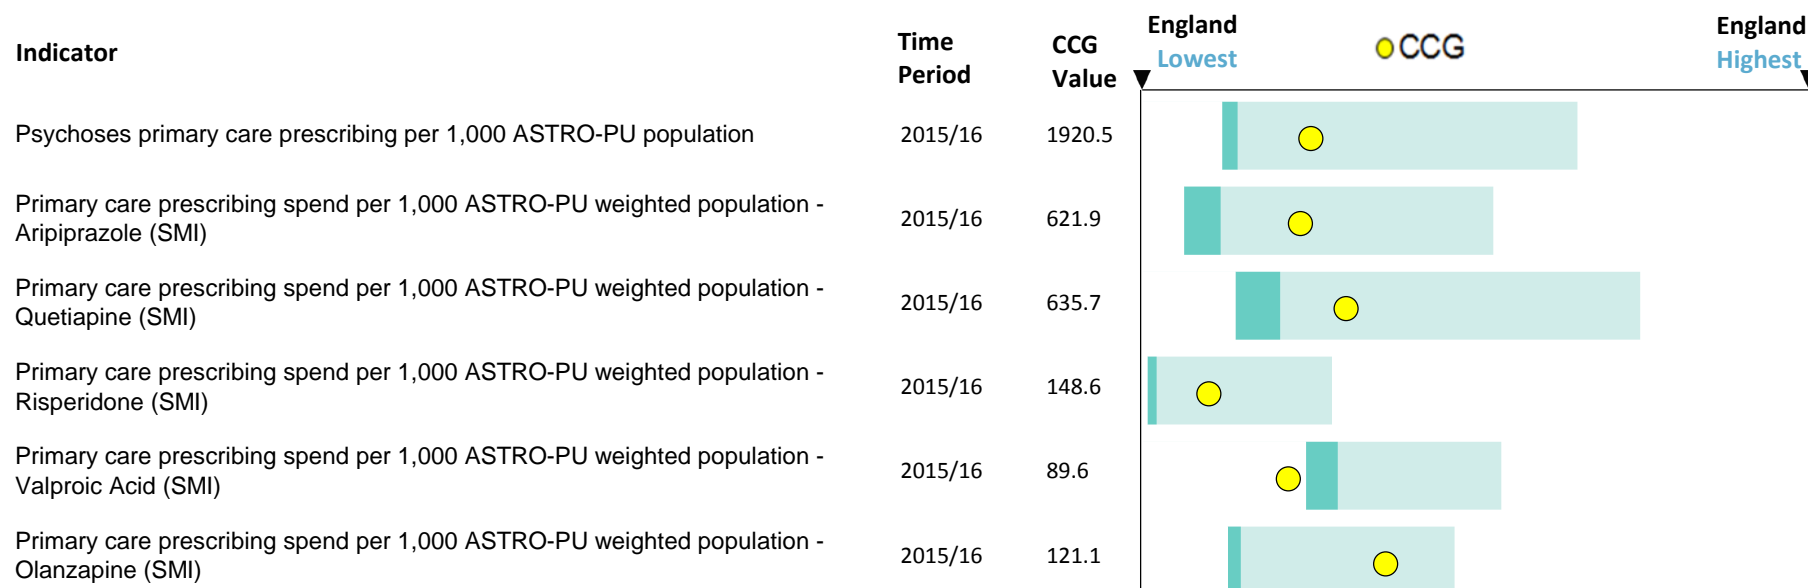 Indicator
Time
Period
CCG
Value
England
Lowest
CCG
England
Highest
Psychoses primary care prescribing per 1,000 ASTRO-PU population 2015/16 1920.5
Primary care prescribing spend per 1,000 ASTRO-PU weighted population -
Aripiprazole (SMI) 2015/16 621.9
Primary care prescribing spend per 1,000 ASTRO-PU weighted population -
Quetiapine (SMI) 2015/16 635.7
Primary care prescribing spend per 1,000 ASTRO-PU weighted population -
Risperidone (SMI) 2015/16 148.6
Primary care prescribing spend per 1,000 ASTRO-PU weighted population -
Valproic Acid (SMI) 2015/16 89.6
Primary care prescribing spend per 1,000 ASTRO-PU weighted population -
Olanzapine (SMI) 2015/16 121.1